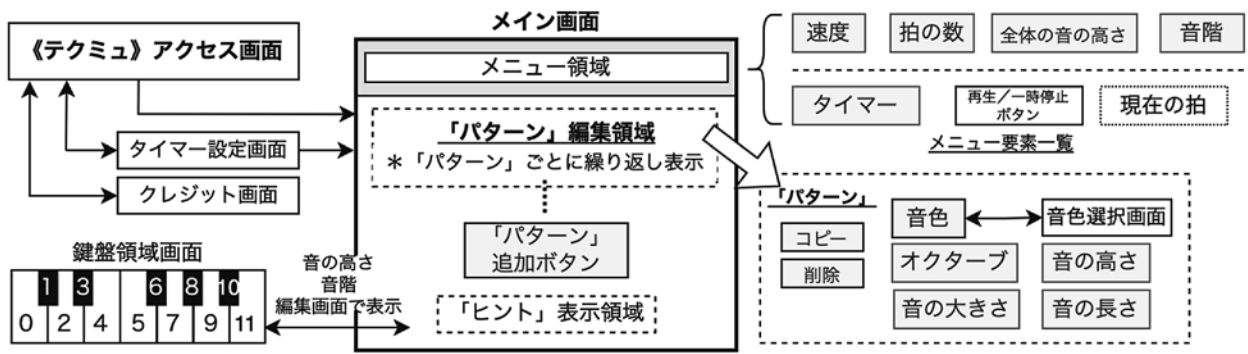 《テクミュ》アクセス画面
タイマー設定画面
クレジット画面
鍵盤領域画面
1 3 6 8 10
0 2 4 5 7 9 11
音の高さ
音階
編集画面で表示
メイン画面
メニュー領域
「パターン」編集領域
＊「パターン」ごとに繰り返し表示
「パターン」
追加ボタン
「ヒント」表示領域
速度
拍の数
全体の音の高さ
音階
タイマー
再生／一時停止
ボタン
現在の拍
メニュー要素一覧
「パターン」
コピー
削除
音色
音色選択画面
オクターブ
音の高さ
音の大きさ
音の長さ